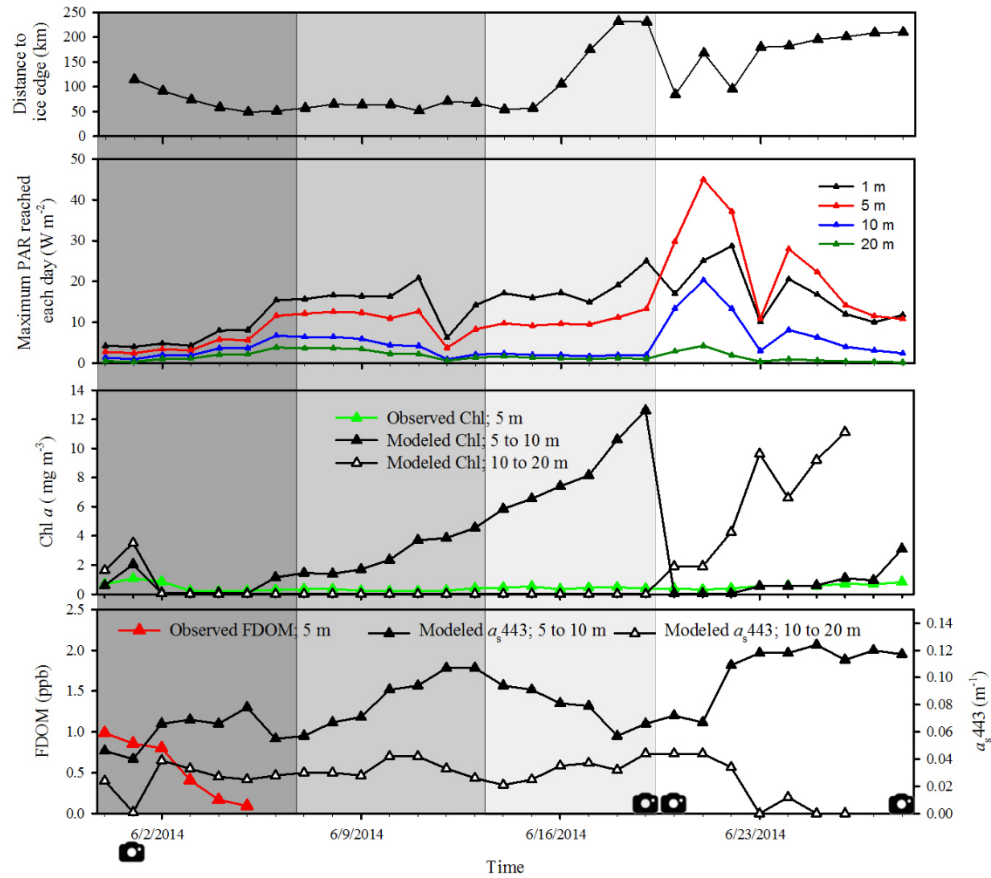 Distance to
ice edge (km)
250
200
150
100
50
0
Maximum PAR reached
each day (W m-2)
50
40
30
20
10
0
1 m
5 m
10 m
20 m
Chl a ( mg m-3)
14
12
10
8
6
4
2
0
Observed Chl; 5 m
Modeled Chl; 5 to 10 m
Modeled Chl; 10 to 20 m
FDOM (ppb)
2.5
2.0
1.5
1.0
0.5
0.0
Observed FDOM; 5 m
Modeled as443; 5 to 10 m
Modeled as443; 10 to 20 m
0.14
0.12
0.10
0.08
0.06
0.04
0.02
0.00
as443 (m-1)
6/2/2014
6/9/2014
6/16/2014
6/23/2014
Time